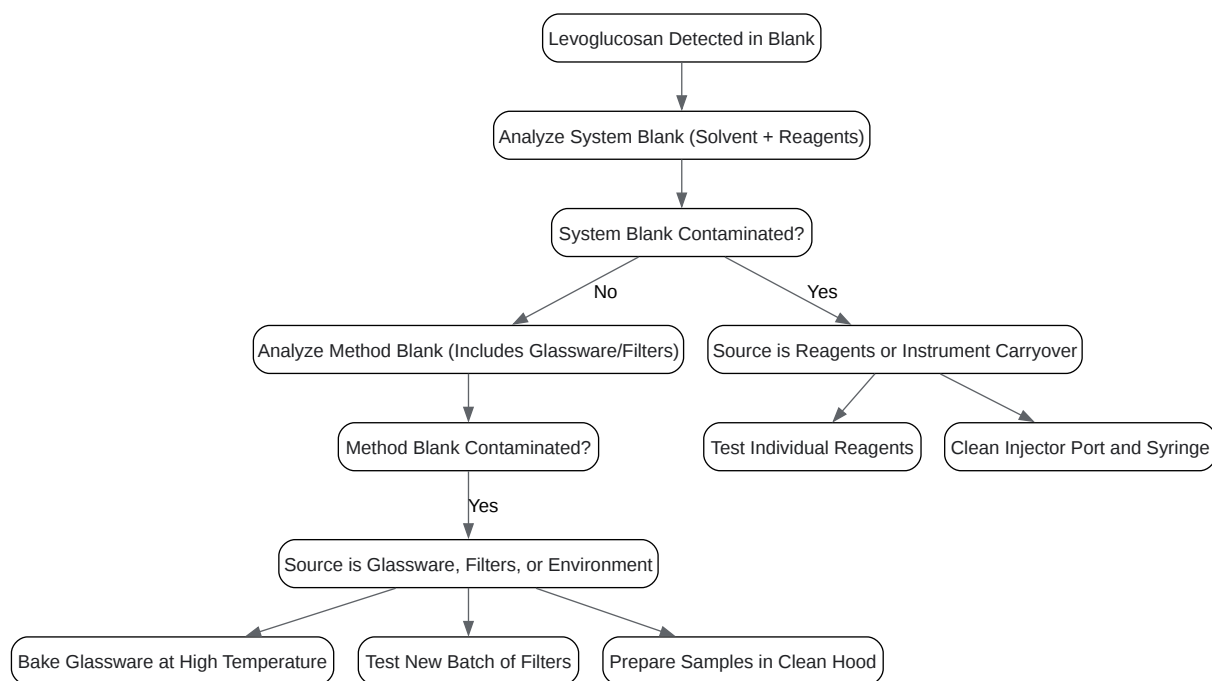 Levoglucosan Detected in Blank
Analyze System Blank (Solvent + Reagents)
System Blank Contaminated?
No
Yes
Analyze Method Blank (Includes Glassware/Filters)
Source is Reagents or Instrument Carryover
Method Blank Contaminated?
Test Individual Reagents
Clean Injector Port and Syringe
Yes
Source is Glassware, Filters, or Environment
Bake Glassware at High Temperature
Test New Batch of Filters
Prepare Samples in Clean Hood